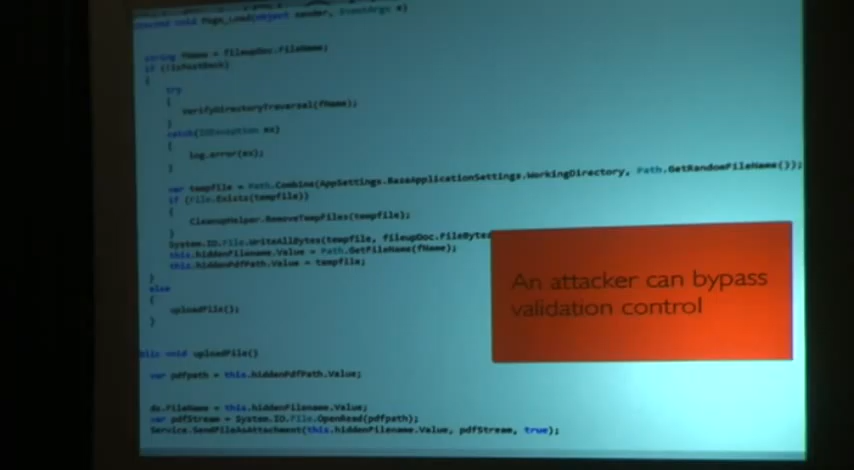 void Page_Load(object sender, EventArgs e)
string fName = fileupDoc.FileName;
if (!IsPostBack)
{
try
{
VerifyDirectoryTraversal(fName);
}
catch(IOException ex)
{
log.error(ex);
}
var tempfile = Path.Combine(AppSettings.BaseApplicationSettings.WorkingDirectory, Path.GetRandomFileName());
if (File.Exists(tempfile))
{
CleanupHelper.RemoveTempFiles(tempfile);
}
System.IO.File.WriteAllBytes(tempfile, fileupDoc.FileBytes
this.hiddenFilename.Value = Path.GetFileName(fName);
this.hiddenPdfPath.Value = tempfile;
}
else
{
uploadFile();
}
blic void uploadFile()
var pdfpath = this.hiddenPdfPath.Value;
ds.FileName = this.hiddenFilename.Value;
var pdfStream = System.IO.File.OpenRead(pdfpath);
Service.SendFileAsAttachment(this.hiddenFilename.Value, pdfStream, true);
An attacker can bypass
validation control